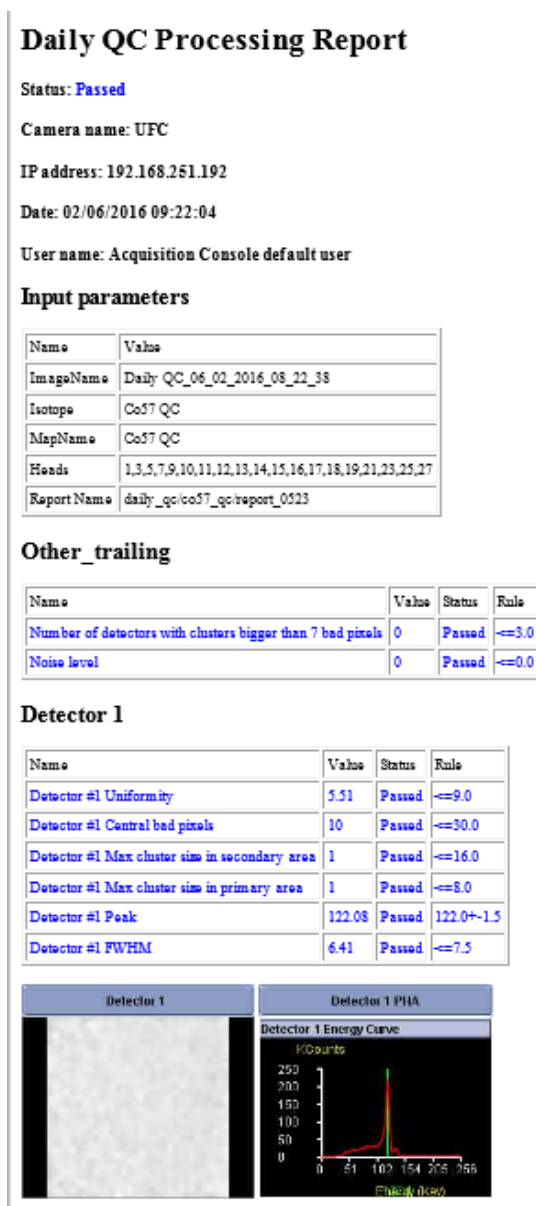 Daily QC Processing Report
Status: Passed
Camera name: UFC
IP address: 192.168.251.192
Date: 02/06/2016 09:22:04
User name: Acquisition Console default user
Input parameters
Name Value
ImageName Daily QC_06_02_2016_08_22_38
Isotope Co57 QC
MapName Co57 QC
Heads 1,3,5,7,9,10,11,12,13,14,15,16,17,18,19,21,23,25,27
Report Name daily_qc/co57_qc/report_0523
Other_trailing
Name Value Status Rule
Number of detectors with clusters bigger than 7 bad pixels 0 Passed <=3.0
Noise level 0 Passed <=0.0
Detector 1
Name Value Status Rule
Detector #1 Uniformity 5.51 Passed <=9.0
Detector #1 Central bad pixels 10 Passed <=30.0
Detector #1 Max cluster size in secondary area 1 Passed <=16.0
Detector #1 Max cluster size in primary area 1 Passed <=8.0
Detector #1 Peak 122.08 Passed 122.0+-1.5
Detector #1 FWHM 6.41 Passed <=7.5
Detector 1 Detector 1 PHA
Detector 1 Energy Curve
KCounts
250
200
150
100
50
0
0 51 102 154 205 256
Energy (Kev)